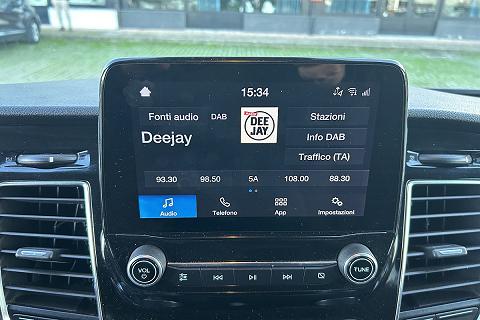 15:34
Fonti audio DAB
Stazioni
DEE
JAY
Deejay
Info DAB
Traffico (TA)
93.30 98.50 5A 108.00 88.30
Audio Telefono App Impostazioni
VOL
TUNE